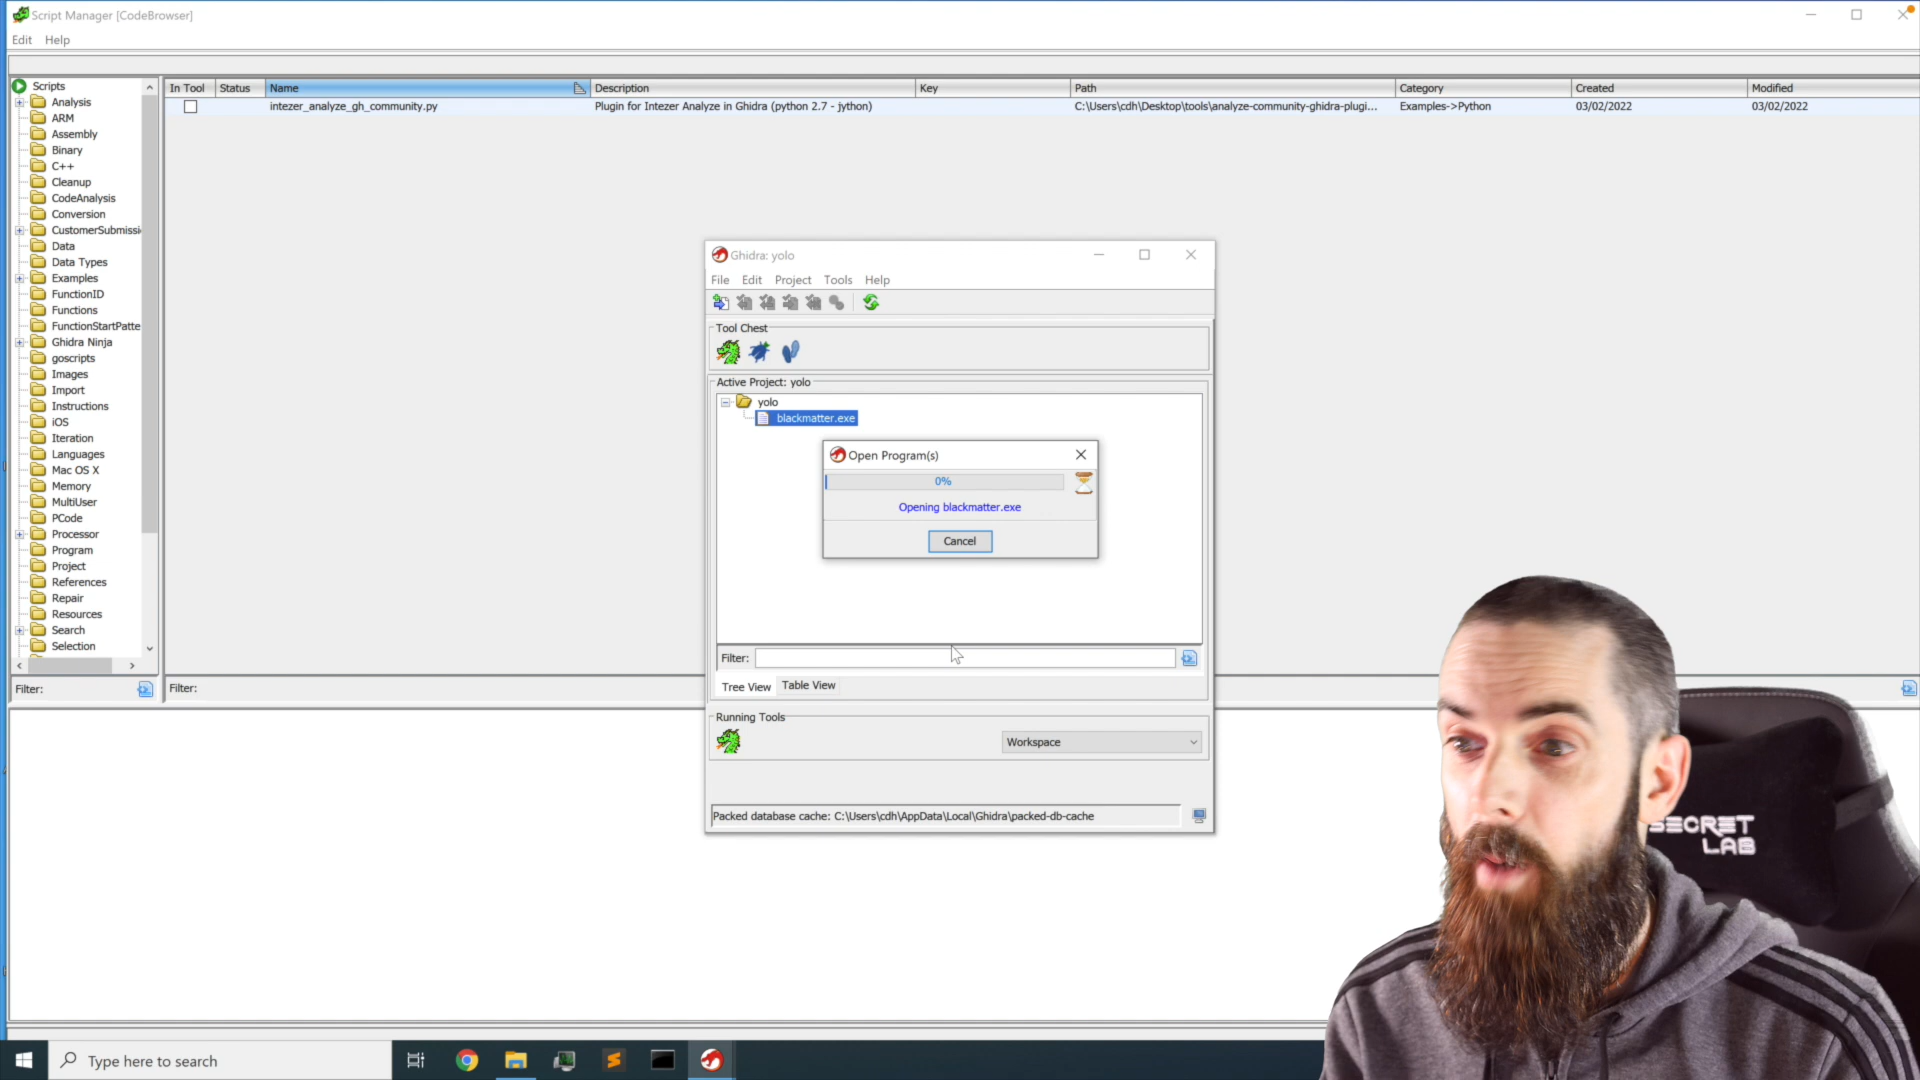 Script Manager [CodeBrowser]
Edit Help
Scripts
Analysis
ARM
Assembly
Binary
C++
Cleanup
CodeAnalysis
Conversion
CustomerSubmissi
Data
Data Types
Examples
FunctionID
Functions
FunctionStartPatte
Ghidra Ninja
goscripts
Images
Import
Instructions
iOS
Iteration
Languages
Mac OS X
Memory
MultiUser
PCode
Processor
Program
Project
References
Repair
Resources
Search
Selection
Filter:
In Tool Status Name Description Key Path Category Created Modified
intezer_analyze_gh_community.py Plugin for Intezer Analyze in Ghidra (python 2.7 - jython) C:\Users\cdh\Desktop\tools\analyze-community-ghidra-plugi... Examples->Python 03/02/2022 03/02/2022
Filter:
Ghidra: yolo
File Edit Project Tools Help
Tool Chest
Active Project: yolo
yolo
blackmatter.exe
Open Program(s)
0%
Opening blackmatter.exe
Cancel
Filter:
Tree View Table View
Running Tools
Workspace
Packed database cache: C:\Users\cdh\AppData\Local\Ghidra\packed-db-cache
SECRET
LAB
Type here to search